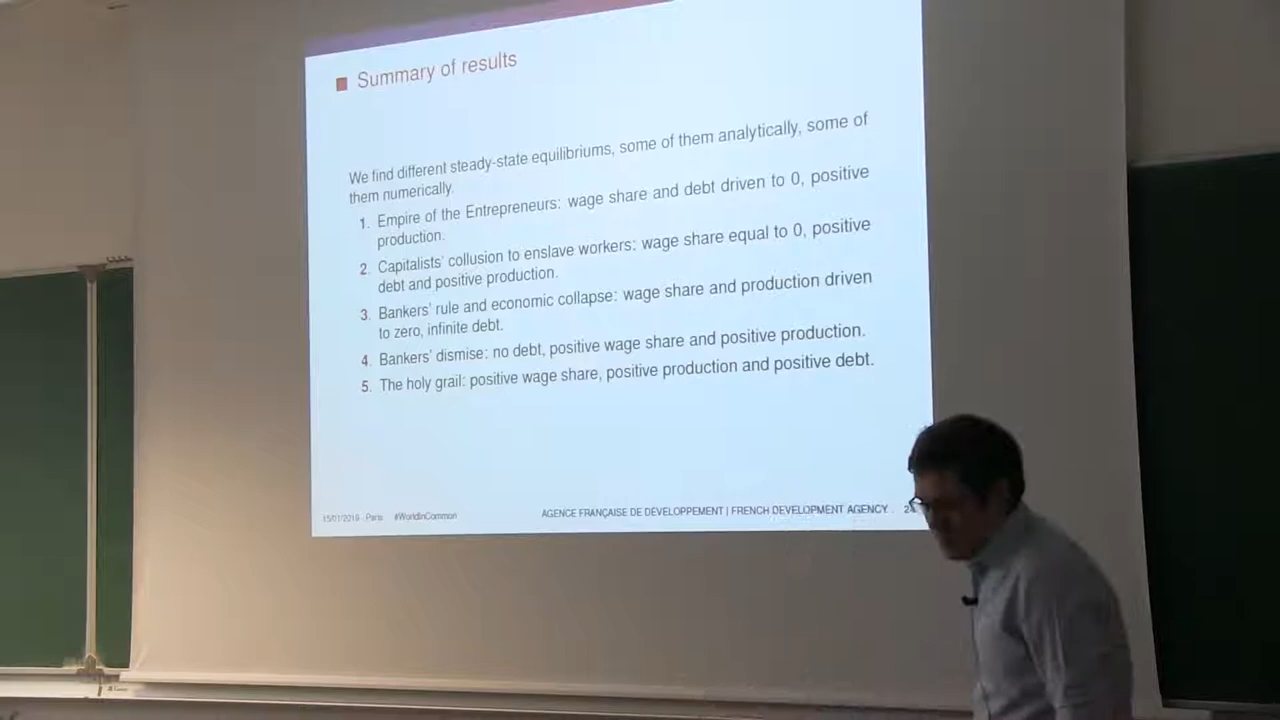 Summary of results
We find different steady-state equilibriums, some of them analytically, some of
them numerically.
1. Empire of the Entrepreneurs: wage share and debt driven to 0, positive
production.
2. Capitalists' collusion to enslave workers: wage share equal to 0, positive
debt and positive production.
3. Bankers' rule and economic collapse: wage share and production driven
to zero, infinite debt.
4. Bankers' dismise: no debt, positive wage share and positive production.
5. The holy grail: positive wage share, positive production and positive debt.
15/01/2019 Paris #WorldInCommon
AGENCE FRANÇAISE DE DÉVELOPPEMENT | FRENCH DEVELOPMENT AGENCY